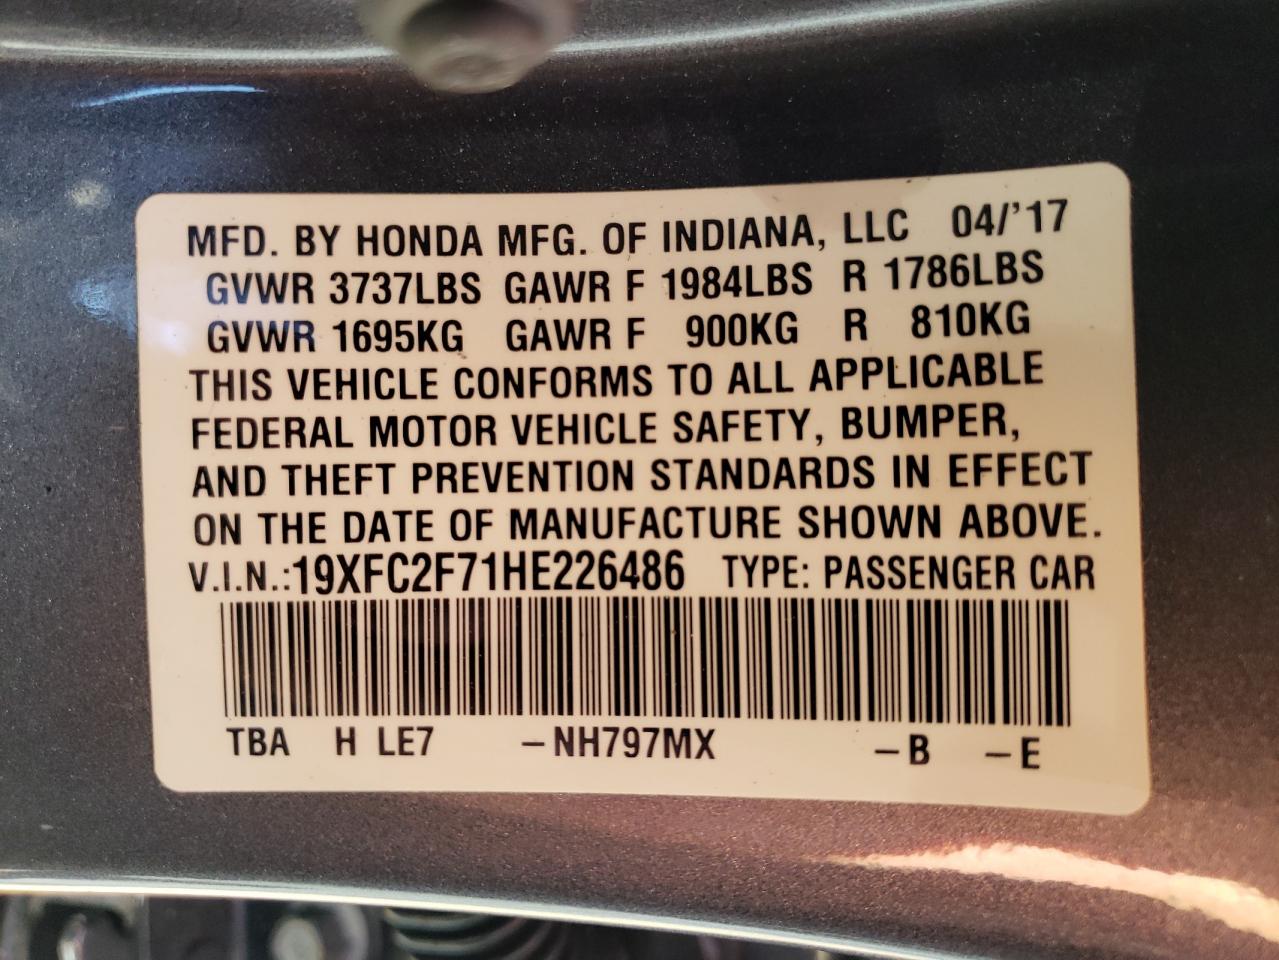 MFD. BY HONDA MFG. OF INDIANA, LLC 04/'17
GVWR 3737LBS GAWR F 1984LBS R 1786LBS
GVWR 1695KG GAWR F 900KG R 810KG
THIS VEHICLE CONFORMS TO ALL APPLICABLE
FEDERAL MOTOR VEHICLE SAFETY, BUMPER,
AND THEFT PREVENTION STANDARDS IN EFFECT
ON THE DATE OF MANUFACTURE SHOWN ABOVE.
V.I.N.:19XFC2F71HE226486 TYPE: PASSENGER CAR
TBA H LE7 –NH797MX –B –E